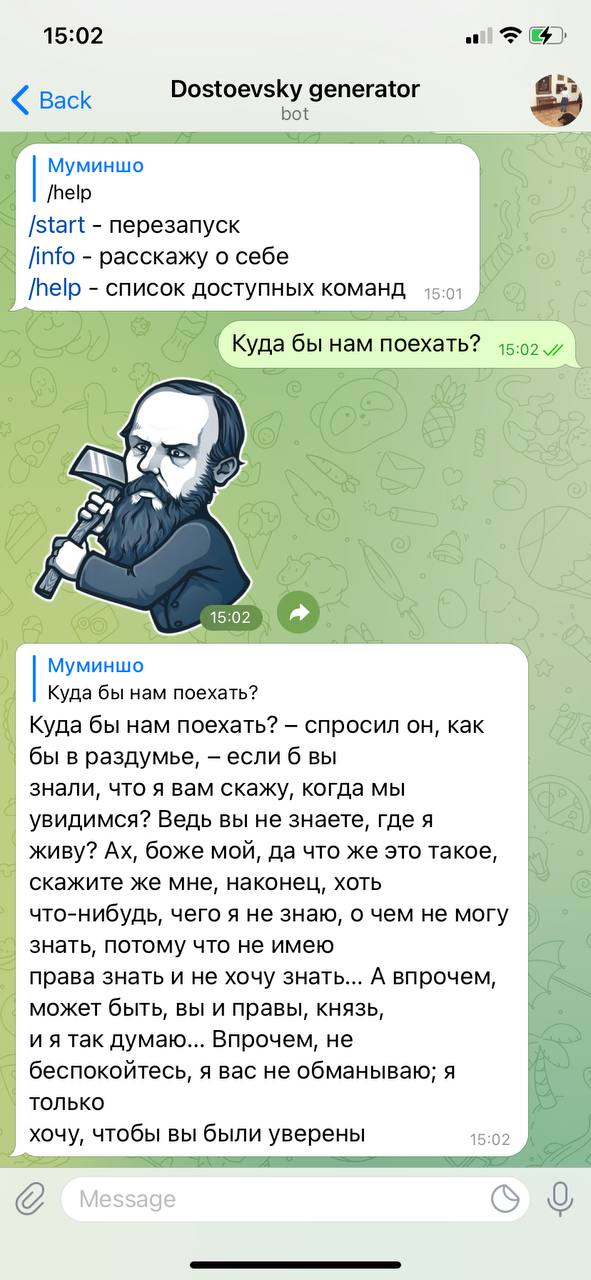 15:02
Back
Dostoevsky generator
bot
Муминшо
/help
/start - перезапуск
/info - расскажу о себе
/help - список доступных команд 15:01
Куда бы нам поехать? 15:02
15:02
Муминшо
Куда бы нам поехать?
Куда бы нам поехать? – спросил он, как
бы в раздумье, – если б вы
знали, что я вам скажу, когда мы
увидимся? Ведь вы не знаете, где я
живу? Ах, боже мой, да что же это такое,
скажите же мне, наконец, хоть
что-нибудь, чего я не знаю, о чем не могу
знать, потому что не имею
права знать и не хочу знать... А впрочем,
может быть, вы и правы, князь,
и я так думаю... Впрочем, не
беспокойтесь, я вас не обманываю; я
только
хочу, чтобы вы были уверены 15:02
Message